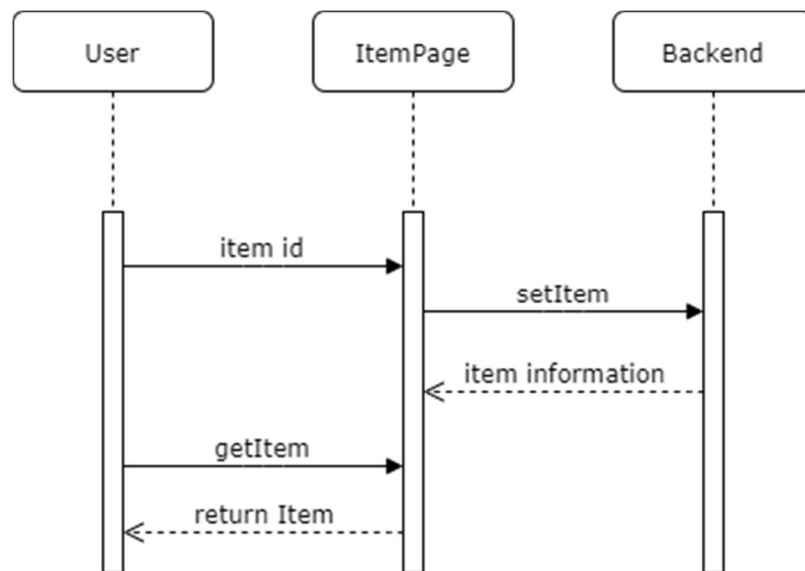 User
ItemPage
Backend
item id
setItem
item information
getItem
return Item